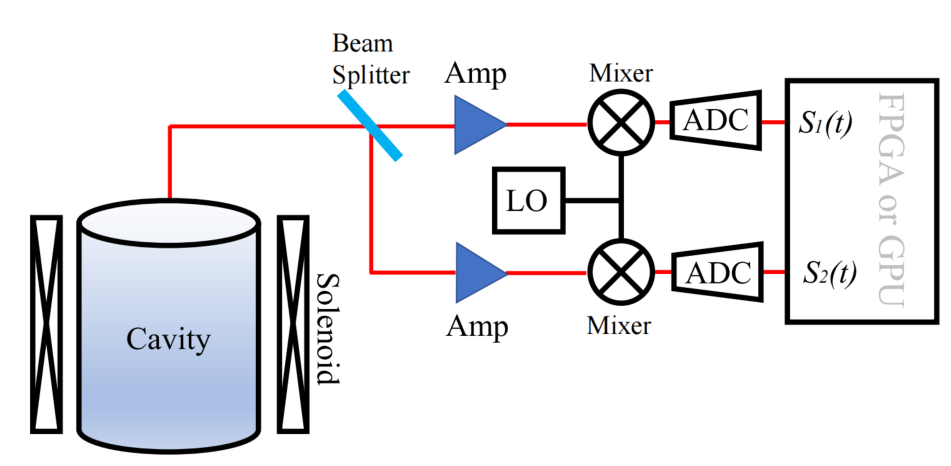 Beam
Splitter
Amp
Mixer
ADC
S1(t)
LO
FPGA or GPU
Amp
Mixer
ADC
S2(t)
Cavity
Solenoid